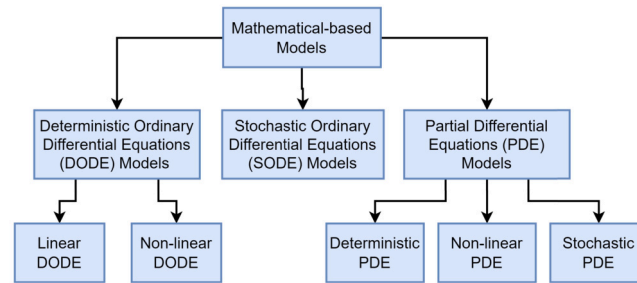 Mathematical-based
Models
Deterministic Ordinary
Differential Equations
(DODE) Models
Stochastic Ordinary
Differential Equations
(SODE) Models
Partial Differential
Equations (PDE)
Models
Linear
DODE
Non-linear
DODE
Deterministic
PDE
Non-linear
PDE
Stochastic
PDE